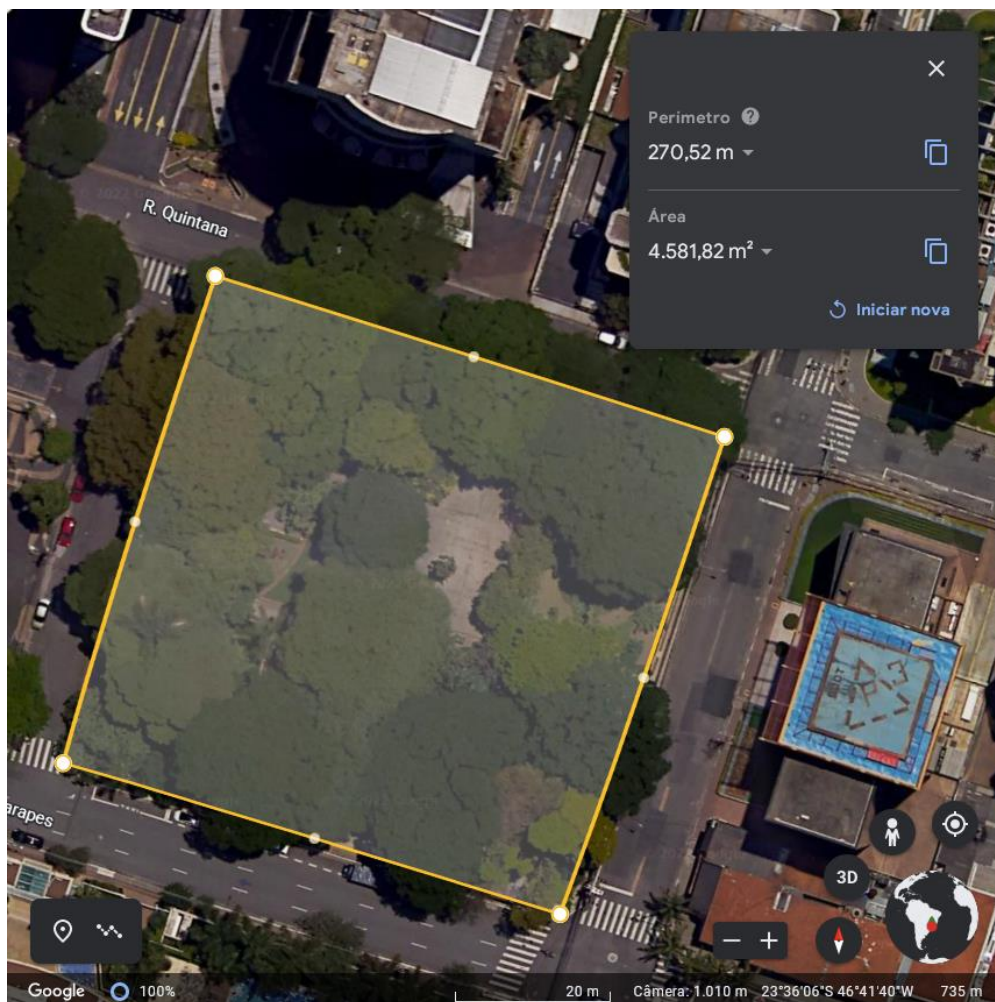 Perímetro
270,52 m
Área
4.581,82 m²
Iniciar nova
R. Quintana
arapes
3D
Google
100%
20 m
Câmera: 1.010 m
23°36'06"S 46°41'40"W
735 m